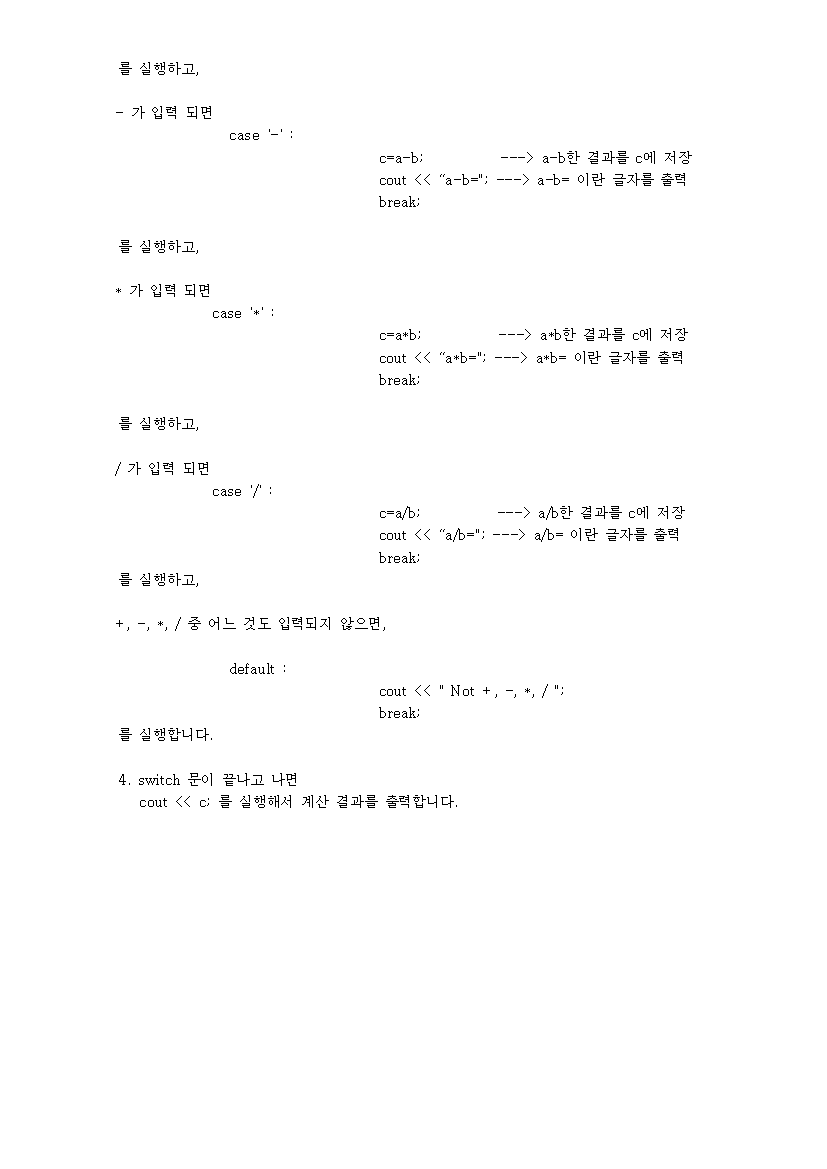 를 실행하고,
- 가 입력 되면
case '-' :
c=a-b; ---> a-b한 결과를 c에 저장
cout << “a-b="; ---> a-b= 이란 글자를 출력
break;
를 실행하고,
* 가 입력 되면
case '*' :
c=a*b; ---> a*b한 결과를 c에 저장
cout << “a*b="; ---> a*b= 이란 글자를 출력
break;
를 실행하고,
/ 가 입력 되면
case '/' :
c=a/b; ---> a/b한 결과를 c에 저장
cout << “a/b="; ---> a/b= 이란 글자를 출력
break;
를 실행하고,
+, -, *, / 중 어느 것도 입력되지 않으면,
default :
cout << " Not +, -, *, / ";
break;
를 실행합니다.
4. switch 문이 끝나고 나면
cout << c; 를 실행해서 계산 결과를 출력합니다.